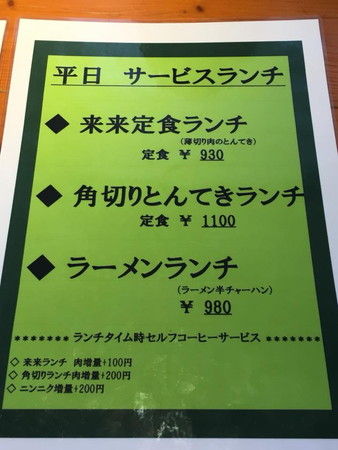 平日 サービスランチ
◆ 来来定食ランチ
(薄切り肉のとんてき)
定食 ¥ 930
◆ 角切りとんてきランチ
定食 ¥ 1100
◆ ラーメンランチ
(ラーメン半チャーハン)
¥ 980
******* ランチタイム時セルフコーヒーサービス *******
◇ 来来ランチ 肉増量+100円
◇ 角切りランチ肉増量+200円
◇ ニンニク増量+200円